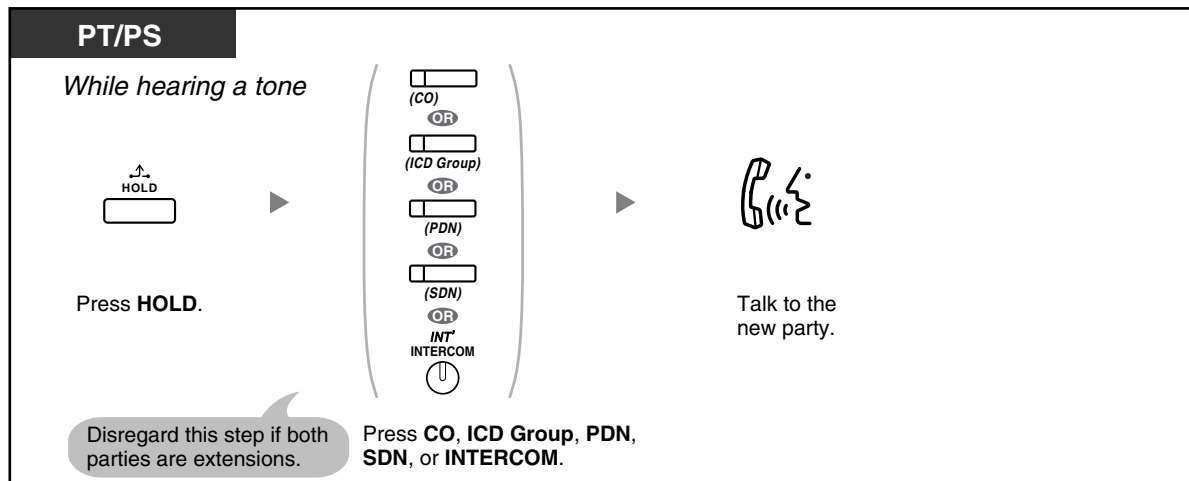 PT/PS
While hearing a tone
HOLD
Press HOLD.
(CO)
OR
(ICD Group)
OR
(PDN)
OR
(SDN)
OR
INT'
INTERCOM
Disregard this step if both
parties are extensions.
Press CO, ICD Group, PDN,
SDN, or INTERCOM.
Talk to the
new party.